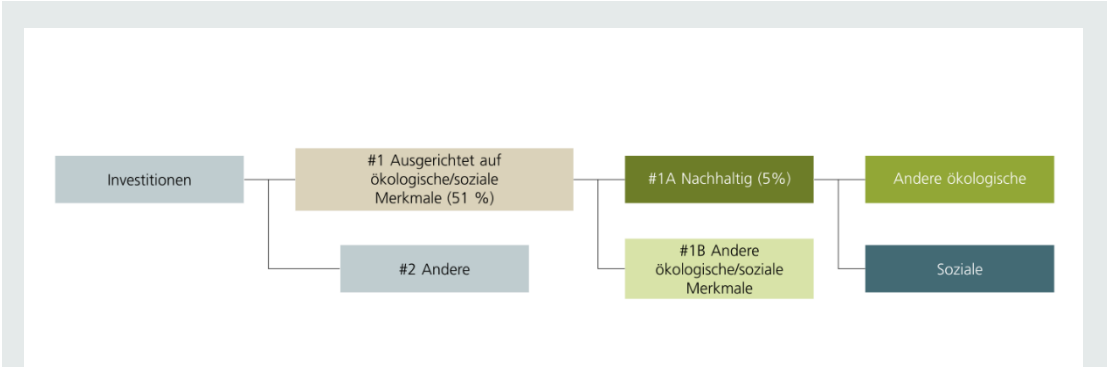 Investitionen
#1 Ausgerichtet auf
ökologische/soziale
Merkmale (51 %)
#2 Andere
#1A Nachhaltig (5%)
#1B Andere
ökologische/soziale
Merkmale
Andere ökologische
Soziale